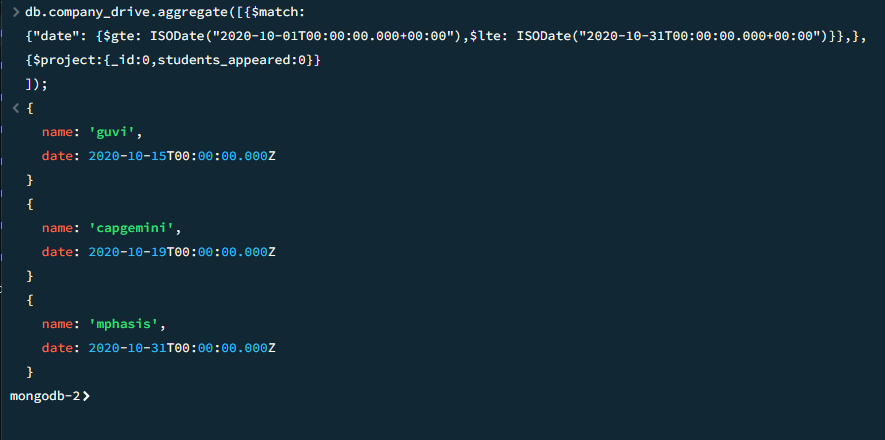 > db.company_drive.aggregate([{$match:
{"date": {$gte: ISODate("2020-10-01T00:00:00.000+00:00"),$lte: ISODate("2020-10-31T00:00:00.000+00:00")}},},
{$project:{_id:0,students_appeared:0}}
]);
< {
name: 'guvi',
date: 2020-10-15T00:00:00.000Z
}
{
name: 'capgemini',
date: 2020-10-19T00:00:00.000Z
}
{
name: 'mphasis',
date: 2020-10-31T00:00:00.000Z
}
mongodb-2>